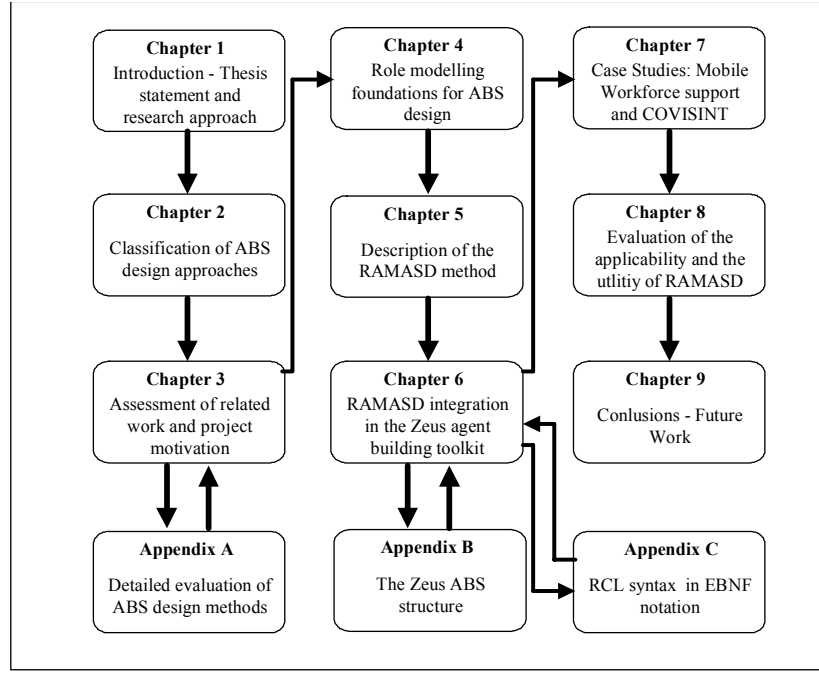 Chapter 1
Introduction - Thesis
statement and
research approach
Chapter 2
Classification of ABS
design approaches
Chapter 3
Assessment of related
work and project
motivation
Appendix A
Detailed evaluation of
ABS design methods
Chapter 4
Role modelling
foundations for ABS
design
Chapter 5
Description of the
RAMASD method
Chapter 6
RAMASD integration
in the Zeus agent
building toolkit
Appendix B
The Zeus ABS
structure
Chapter 7
Case Studies: Mobile
Workforce support
and COVISINT
Chapter 8
Evaluation of the
applicability and the
utlitiy of RAMASD
Chapter 9
Conlusions - Future
Work
Appendix C
RCL syntax in EBNF
notation